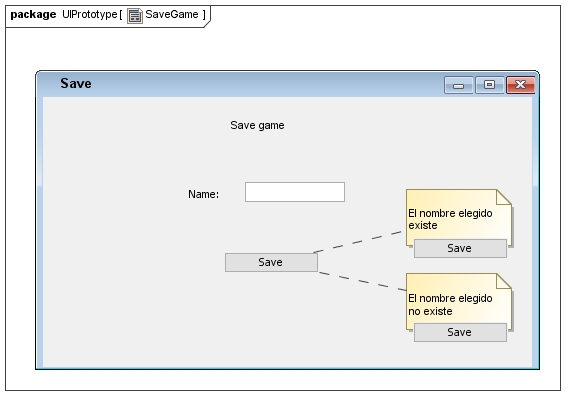 package UIPrototype [ SaveGame ]
Save
Save game
Name:
El nombre elegido
existe
Save
Save
El nombre elegido
no existe
Save